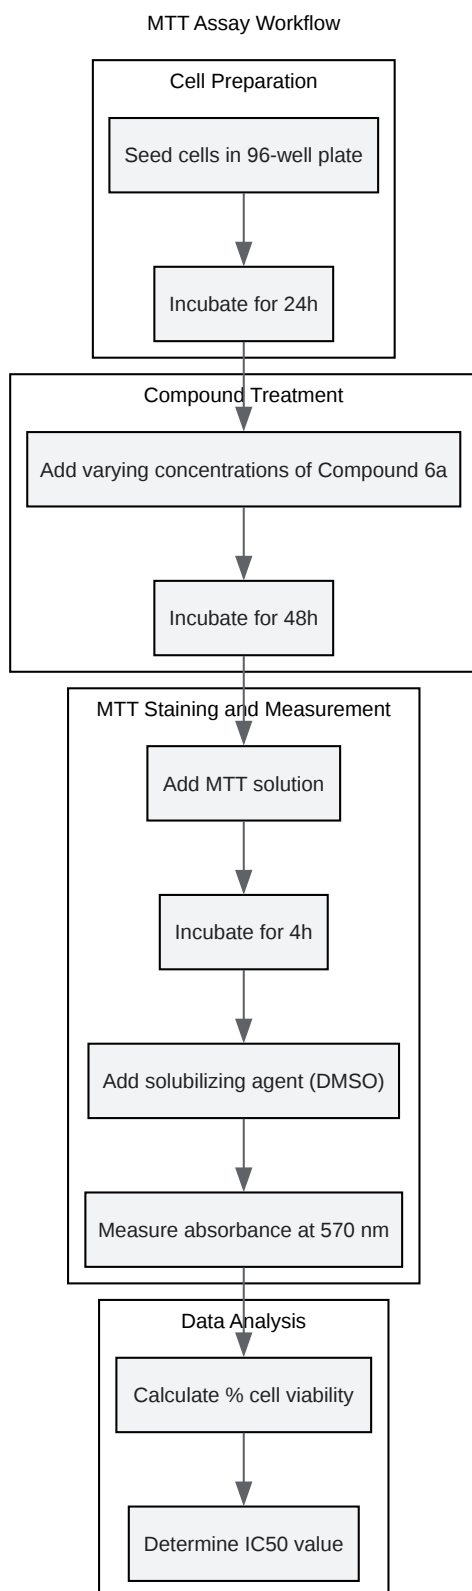 MTT Assay Workflow
Cell Preparation
Seed cells in 96-well plate
Incubate for 24h
Compound Treatment
Add varying concentrations of Compound 6a
Incubate for 48h
MTT Staining and Measurement
Add MTT solution
Incubate for 4h
Add solubilizing agent (DMSO)
Measure absorbance at 570 nm
Data Analysis
Calculate % cell viability
Determine IC50 value